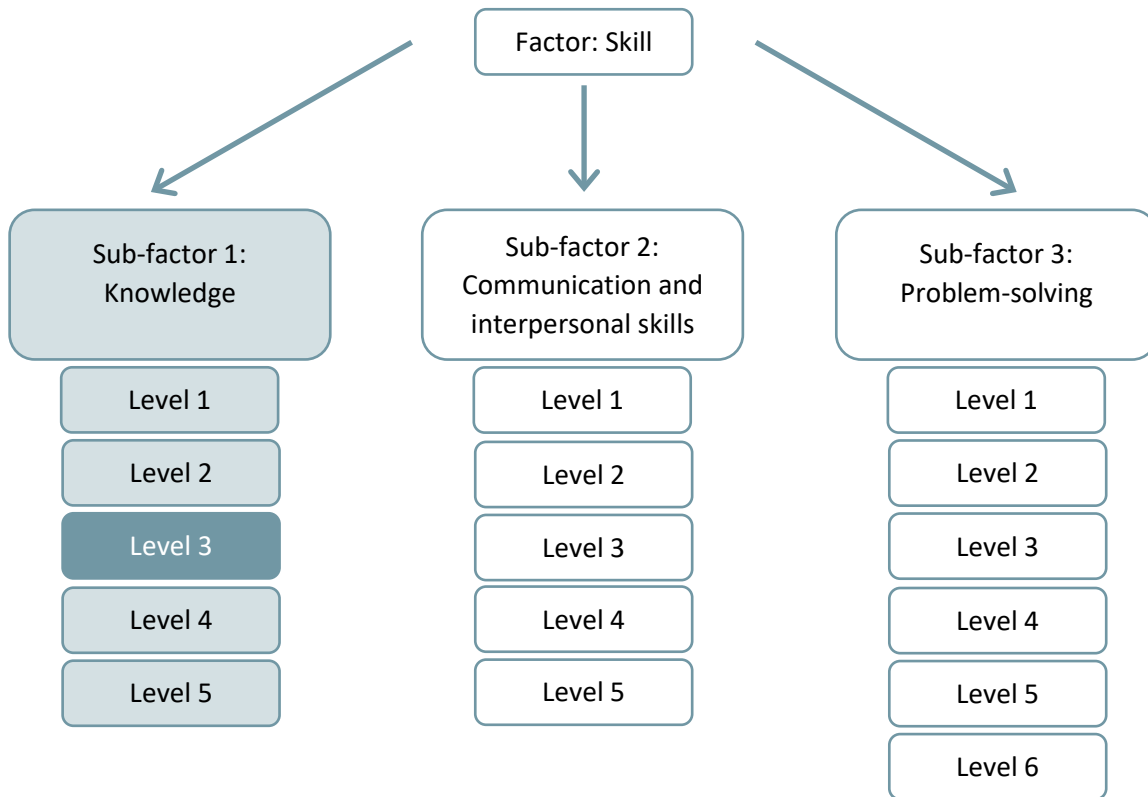 Factor: Skill
Sub-factor 1:
Knowledge
Level 1
Level 2
Level 3
Level 4
Level 5
Sub-factor 2:
Communication and
interpersonal skills
Level 1
Level 2
Level 3
Level 4
Level 5
Sub-factor 3:
Problem-solving
Level 1
Level 2
Level 3
Level 4
Level 5
Level 6